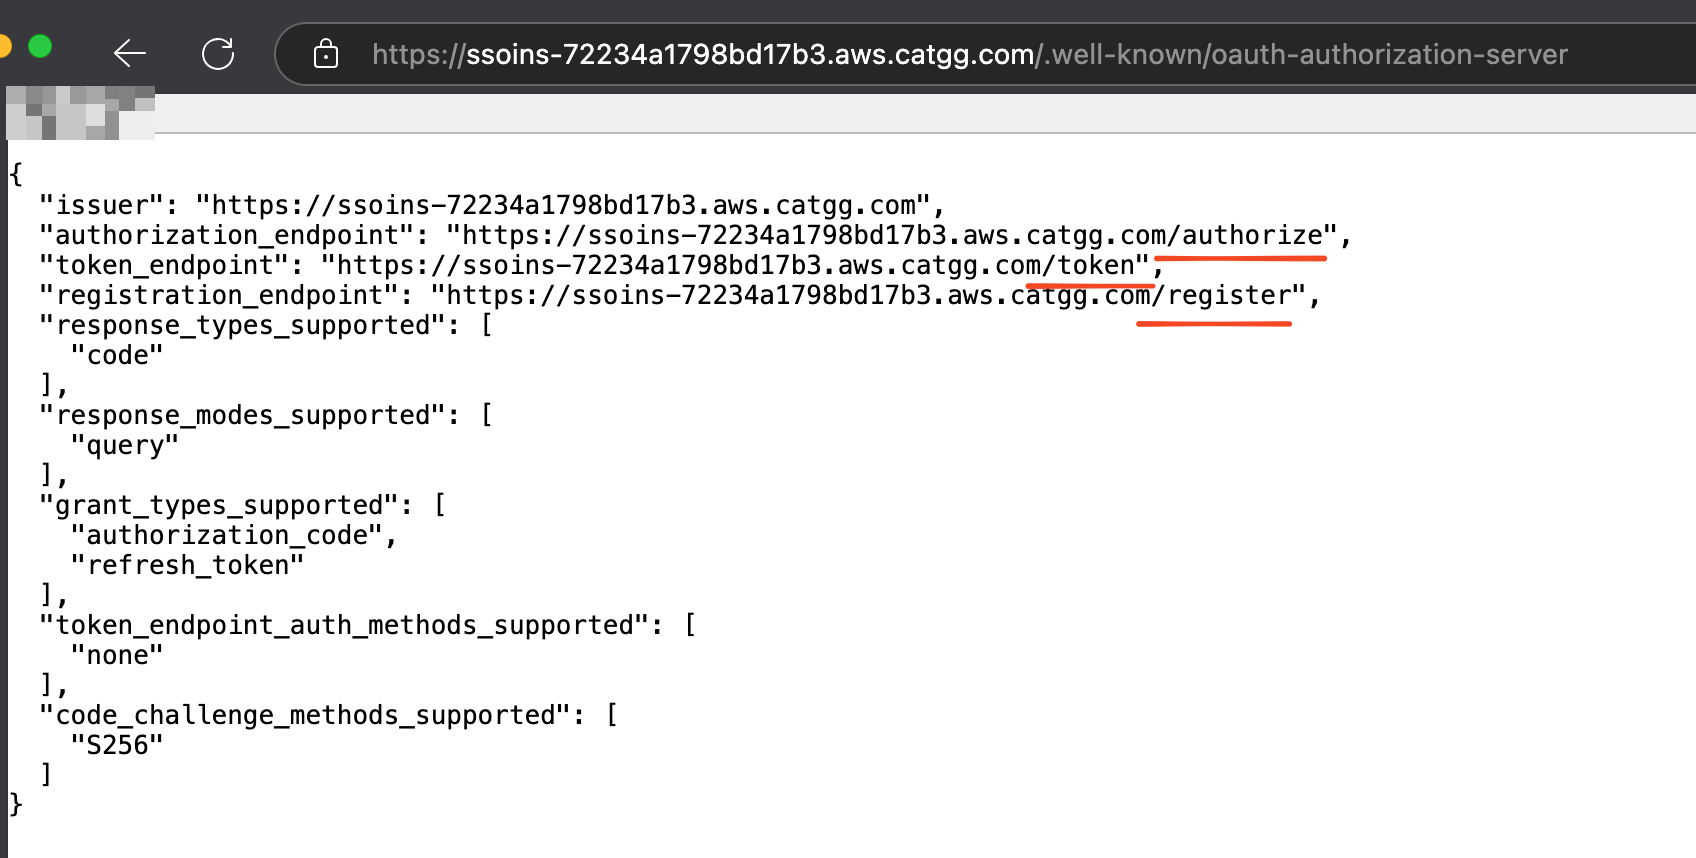 https://ssoins-72234a1798bd17b3.aws.catgg.com/.well-known/oauth-authorization-server
{
  "issuer": "https://ssoins-72234a1798bd17b3.aws.catgg.com",
  "authorization_endpoint": "https://ssoins-72234a1798bd17b3.aws.catgg.com/authorize",
  "token_endpoint": "https://ssoins-72234a1798bd17b3.aws.catgg.com/token",
  "registration_endpoint": "https://ssoins-72234a1798bd17b3.aws.catgg.com/register",
  "response_types_supported": [
    "code"
  ],
  "response_modes_supported": [
    "query"
  ],
  "grant_types_supported": [
    "authorization_code",
    "refresh_token"
  ],
  "token_endpoint_auth_methods_supported": [
    "none"
  ],
  "code_challenge_methods_supported": [
    "S256"
  ]
}